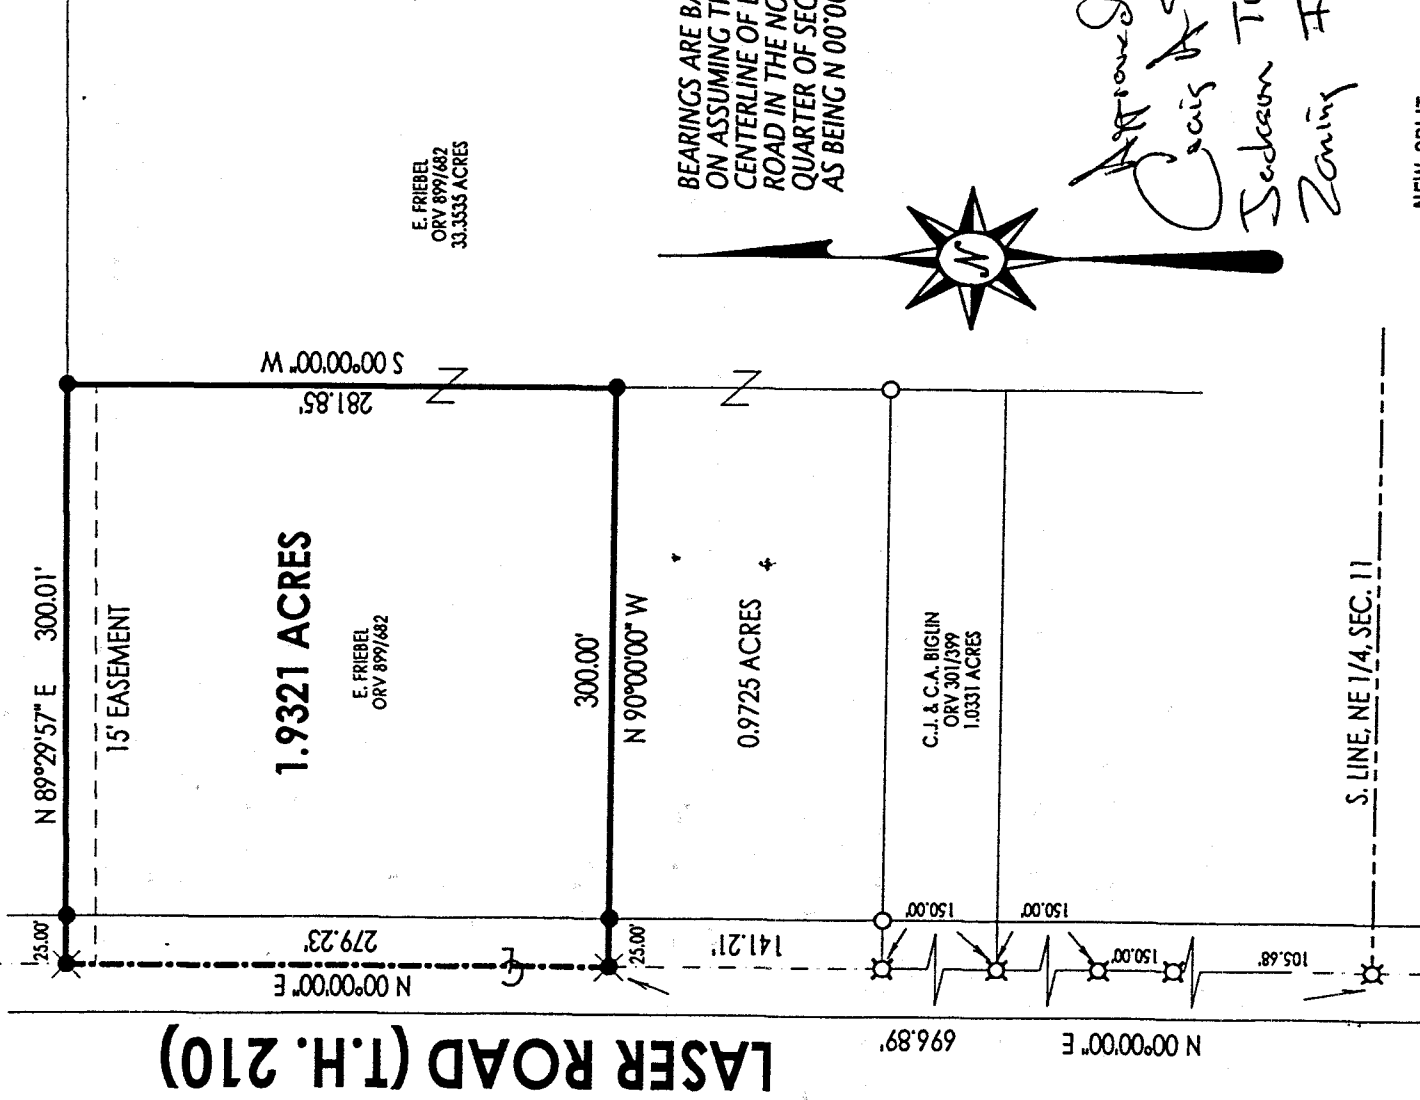 N 89°29'57" E 300.01'
15' EASEMENT
1.9321 ACRES
E. FRIEBEL
ORV 899/682
E. FRIEBEL
ORV 899/682
33.3535 ACRES
S 00°00'00" W
281.85'
300.00'
N 90°00'00" W
25.00'
279.23'
N 00°00'00" E
25.00'
141.21'
0.9725 ACRES
C.J. & C.A. BIGLIN
ORV 301/399
1.0331 ACRES
150.00'
150.00'
150.00'
105.68'
696.89'
N 00°00'00" E
S. LINE, NE 1/4, SEC. 11
LASER ROAD (T.H. 210)
BEARINGS ARE BA
ON ASSUMING TH
CENTERLINE OF
ROAD IN THE NO
QUARTER OF SEC
AS BEING N 00°00
N
Craig
Jackson
Zoning